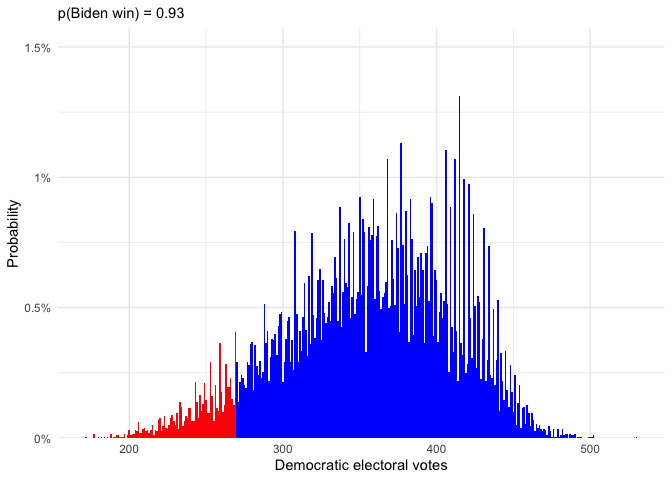 p(Biden win) = 0.93
1.5%
1%
0.5%
0%
Probability
200
300
400
500
Democratic electoral votes